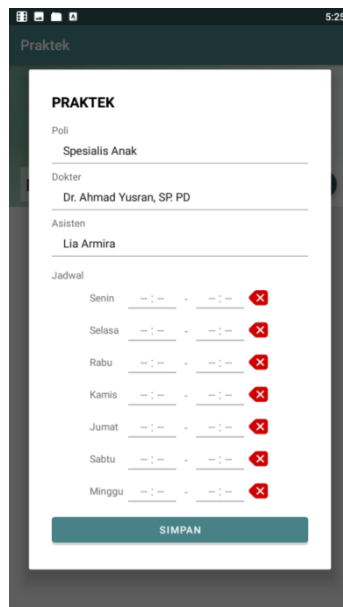 5:25
Praktek
PRAKTEK
Poli
Spesialis Anak
Dokter
Dr. Ahmad Yusran, SP. PD
Asisten
Lia Armira
Jadwal
Senin -- : -- - -- : --
Selasa -- : -- - -- : --
Rabu -- : -- - -- : --
Kamis -- : -- - -- : --
Jumat -- : -- - -- : --
Sabtu -- : -- - -- : --
Minggu -- : -- - -- : --
SIMPAN